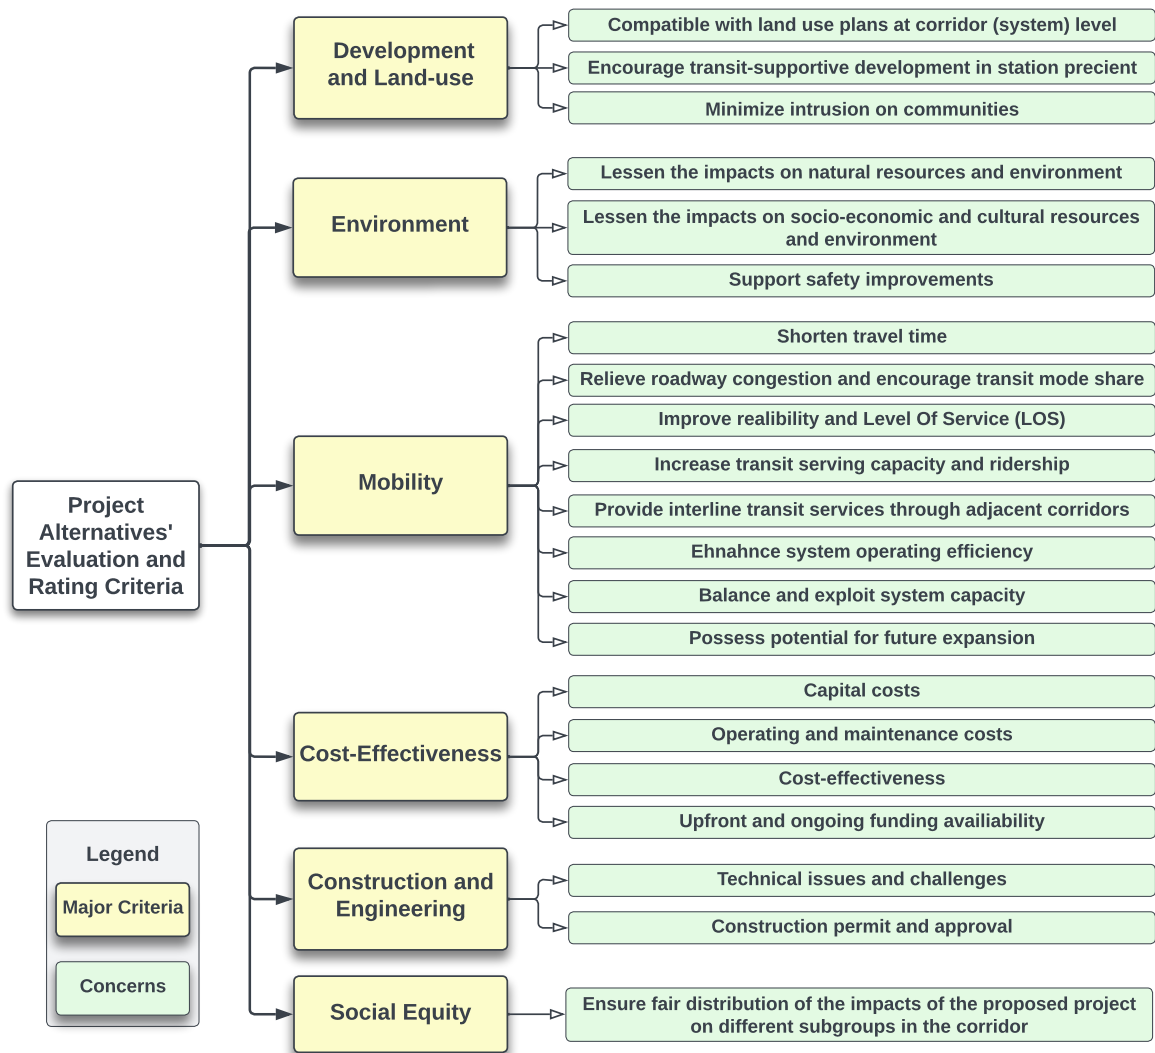 Project
Alternatives'
Evaluation and
Rating Criteria
Development
and Land-use
Compatible with land use plans at corridor (system) level
Encourage transit-supportive development in station precient
Minimize intrusion on communities
Environment
Lessen the impacts on natural resources and environment
Lessen the impacts on socio-economic and cultural resources
and environment
Support safety improvements
Mobility
Shorten travel time
Relieve roadway congestion and encourage transit mode share
Improve realibility and Level Of Service (LOS)
Increase transit serving capacity and ridership
Provide interline transit services through adjacent corridors
Ehnahnce system operating efficiency
Balance and exploit system capacity
Possess potential for future expansion
Cost-Effectiveness
Capital costs
Operating and maintenance costs
Cost-effectiveness
Upfront and ongoing funding availiability
Construction and
Engineering
Technical issues and challenges
Construction permit and approval
Social Equity
Ensure fair distribution of the impacts of the proposed project
on different subgroups in the corridor
Legend
Major Criteria
Concerns